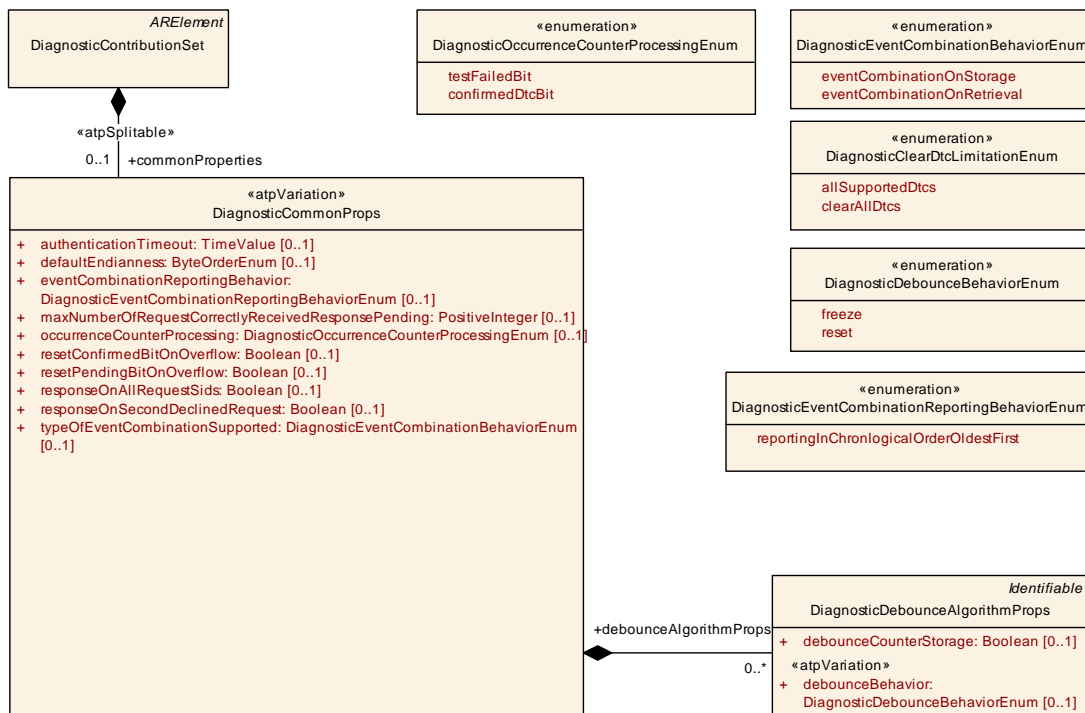 ARElement
DiagnosticContributionSet
«atpSplitable»
0..1
+commonProperties
«atpVariation»
DiagnosticCommonProps
+ authenticationTimeout: TimeValue [0..1]
+ defaultEndianness: ByteOrderEnum [0..1]
+ eventCombinationReportingBehavior:
DiagnosticEventCombinationReportingBehaviorEnum [0..1]
+ maxNumberOfRequestCorrectlyReceivedResponsePending: PositiveInteger [0..1]
+ occurrenceCounterProcessing: DiagnosticOccurrenceCounterProcessingEnum [0..1]
+ resetConfirmedBitOnOverflow: Boolean [0..1]
+ resetPendingBitOnOverflow: Boolean [0..1]
+ responseOnAllRequestSids: Boolean [0..1]
+ responseOnSecondDeclinedRequest: Boolean [0..1]
+ typeOfEventCombinationSupported: DiagnosticEventCombinationBehaviorEnum
[0..1]
«enumeration»
DiagnosticOccurrenceCounterProcessingEnum
testFailedBit
confirmedDtcBit
«enumeration»
DiagnosticEventCombinationBehaviorEnum
eventCombinationOnStorage
eventCombinationOnRetrieval
«enumeration»
DiagnosticClearDtcLimitationEnum
allSupportedDtcs
clearAllDtcs
«enumeration»
DiagnosticDebounceBehaviorEnum
freeze
reset
«enumeration»
DiagnosticEventCombinationReportingBehaviorEnum
reportingInChronlogicalOrderOldestFirst
+debounceAlgorithmProps
0..*
Identifiable
DiagnosticDebounceAlgorithmProps
+ debounceCounterStorage: Boolean [0..1]
«atpVariation»
+ debounceBehavior:
DiagnosticDebounceBehaviorEnum [0..1]